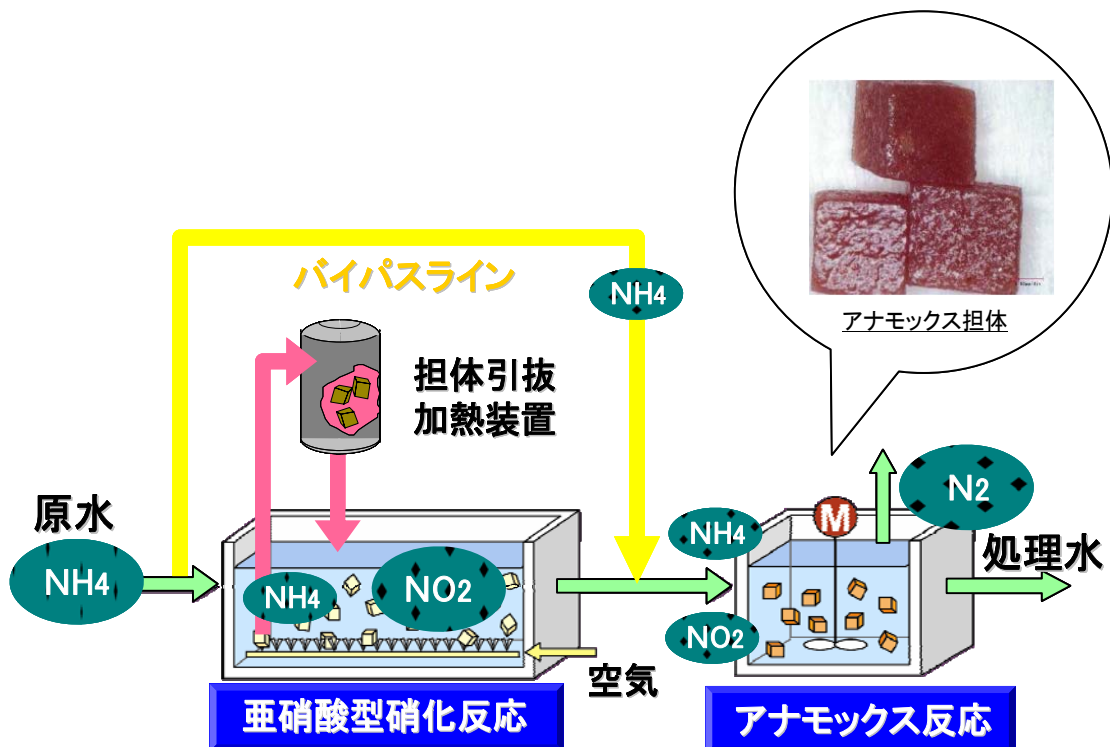 バイパスライン
NH4
アナモックス担体
担体引抜
加熱装置
原水
NH4
NH4
NO2
NH4
NO2
M
N2
処理水
空気
亜硝酸型硝化反応
アナモックス反応